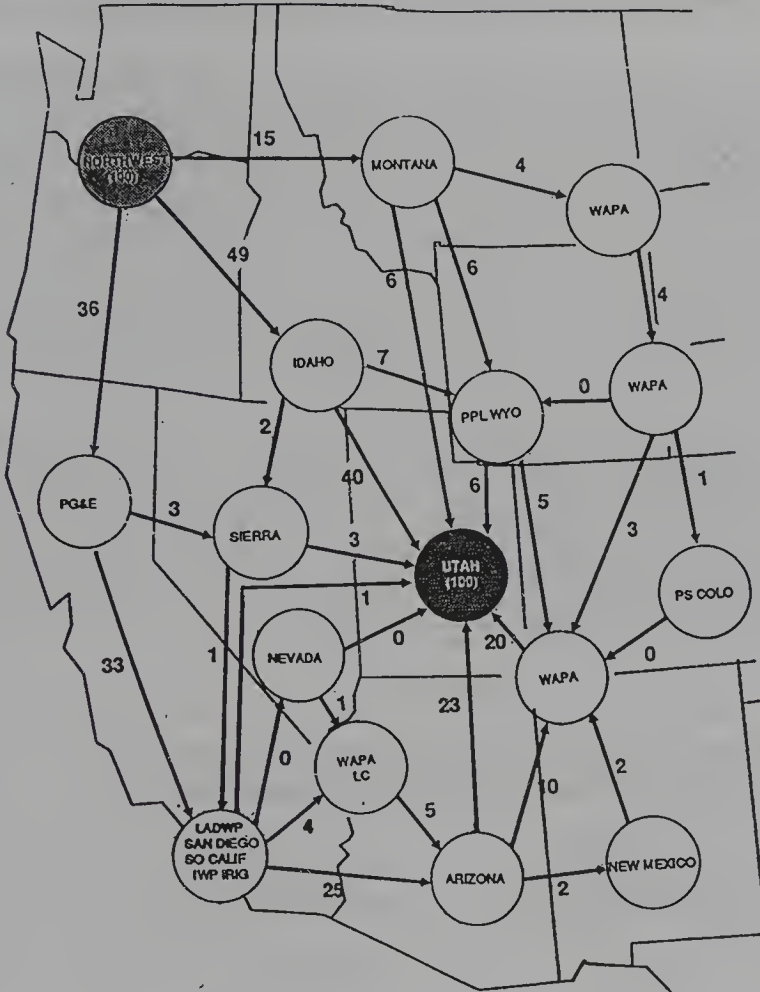 NORTHWEST
(100)
15
MONTANA
4
WAPA
49
36
6
6
4
IDAHO
7
PPL WYO
0
WAPA
2
40
6
5
1
3
PG&E
3
SIERRA
3
UTAH
(100)
PS COLO
1
33
1
NEVADA
0
20
WAPA
0
23
1
0
WAPA
LC
10
2
4
5
LADWP
SAN DIEGO
SO CALIF
IWP IRIG
25
ARIZONA
2
NEW MEXICO